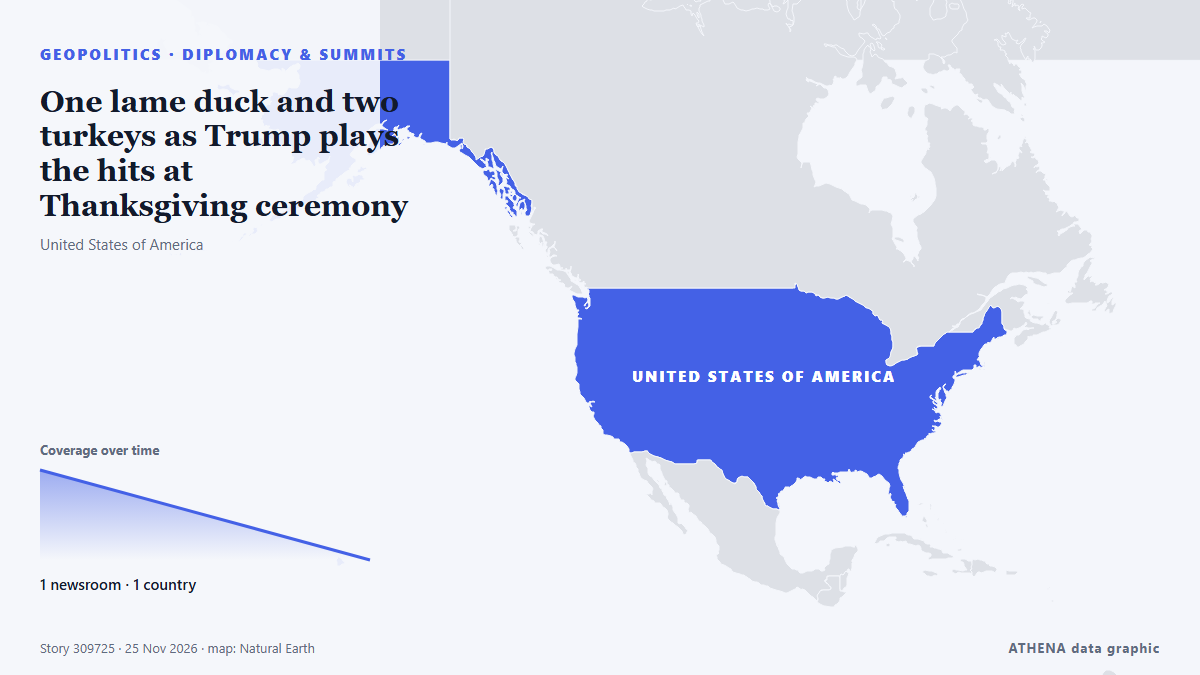 GEOPOLITICS · DIPLOMACY & SUMMITS
One lame duck and two
turkeys as Trump plays
the hits at
Thanksgiving ceremony
United States of America
UNITED STATES OF AMERICA
Coverage over time
1 newsroom · 1 country
Story 309725 · 25 Nov 2026 · map: Natural Earth
ATHENA data graphic